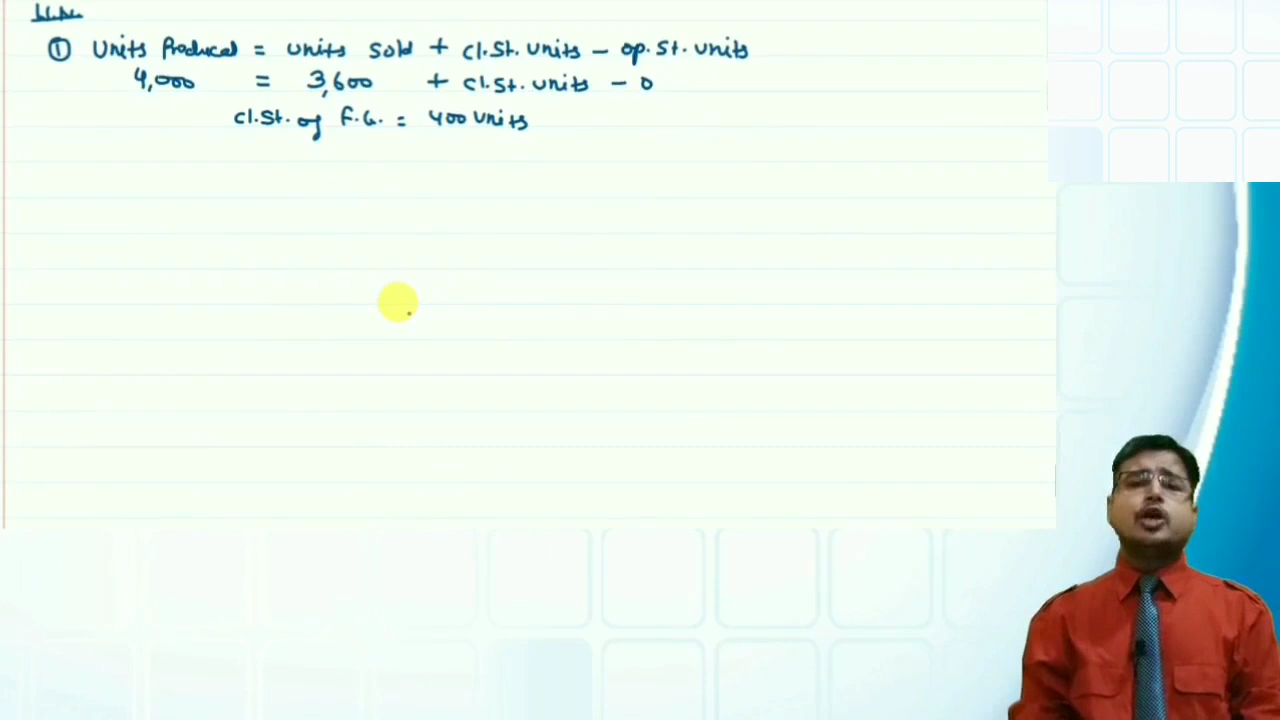 W.N.
① Units Produced = Units Sold + cl.St. units - op. St. units
4,000 = 3,600 + cl.St. units - 0
cl.St. of F.G. = 400 units